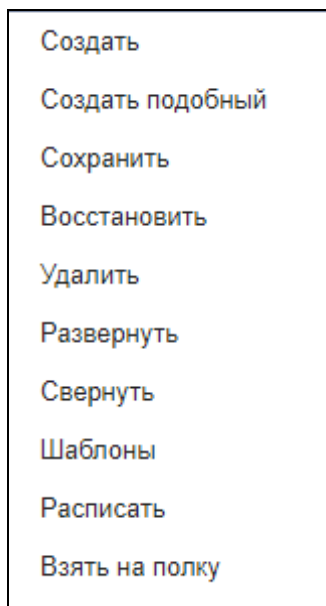 Создать
Создать подобный
Сохранить
Восстановить
Удалить
Развернуть
Свернуть
Шаблоны
Расписать
Взять на полку